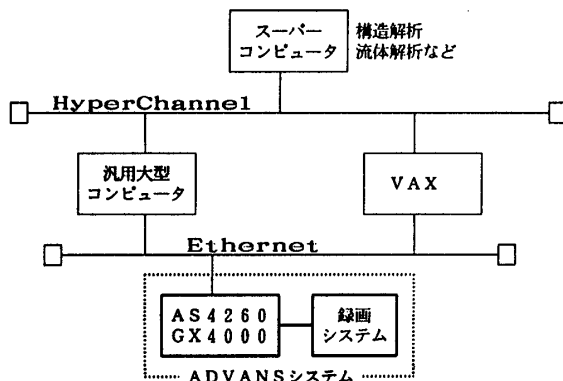 スーパー
コンピュータ
構造解析
流体解析など
HyperChannel
汎用大型
コンピュータ
VAX
Ethernet
AS4260
GX4000
録画
システム
ADVANSシステム